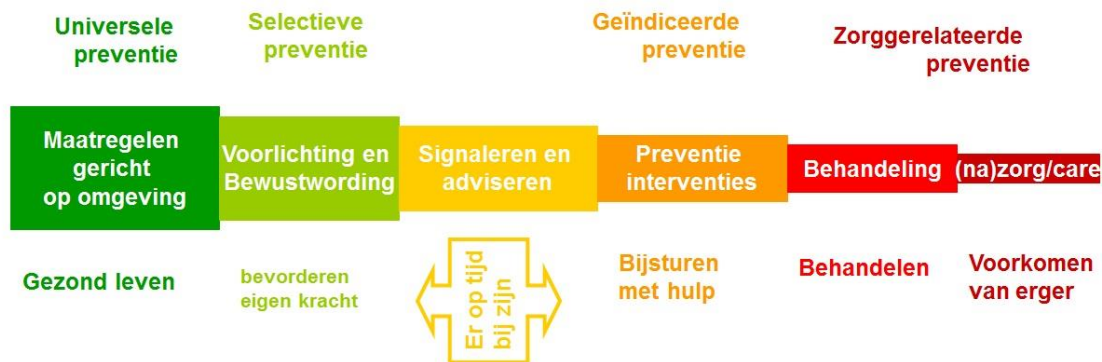 Universele
preventie
Selectieve
preventie
Geïndiceerde
preventie
Zorggerelateerde
preventie
Maatregelen
gericht
op omgeving
Voorlichting en
Bewustwording
Signaleren en
adviseren
Preventie
interventies
Behandeling
(na)zorg/care
Gezond leven
bevorderen
eigen kracht
Er op tijd
bij zijn
Bijsturen
met hulp
Behandelen
Voorkomen
van erger